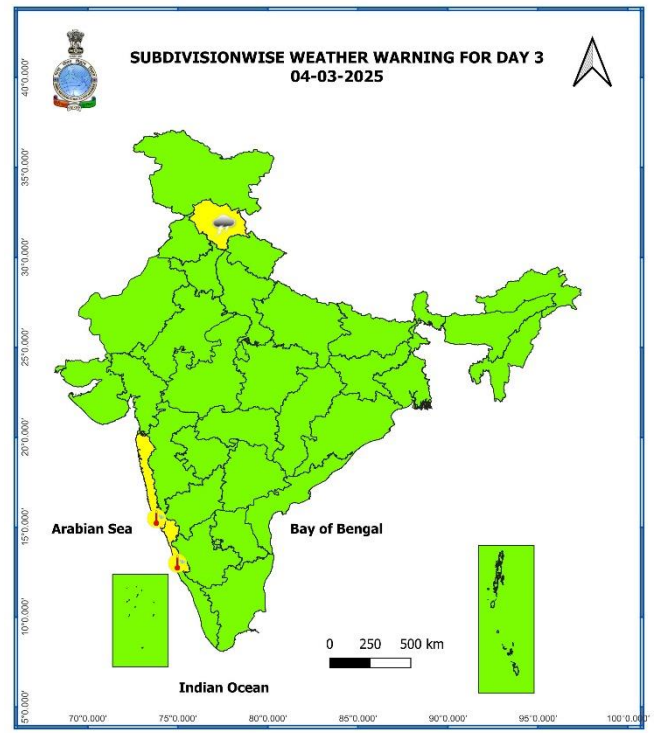 SUBDIVISIONWISE WEATHER WARNING FOR DAY 3
04-03-2025
40°0.000'
35°0.000'
30°0.000'
25°0.000'
20°0.000'
15°0.000'
10°0.000'
5°0.000'
Arabian Sea
Bay of Bengal
0 250 500 km
Indian Ocean
70°0.000' 75°0.000' 80°0.000' 85°0.000' 90°0.000' 95°0.000' 100°0.000'